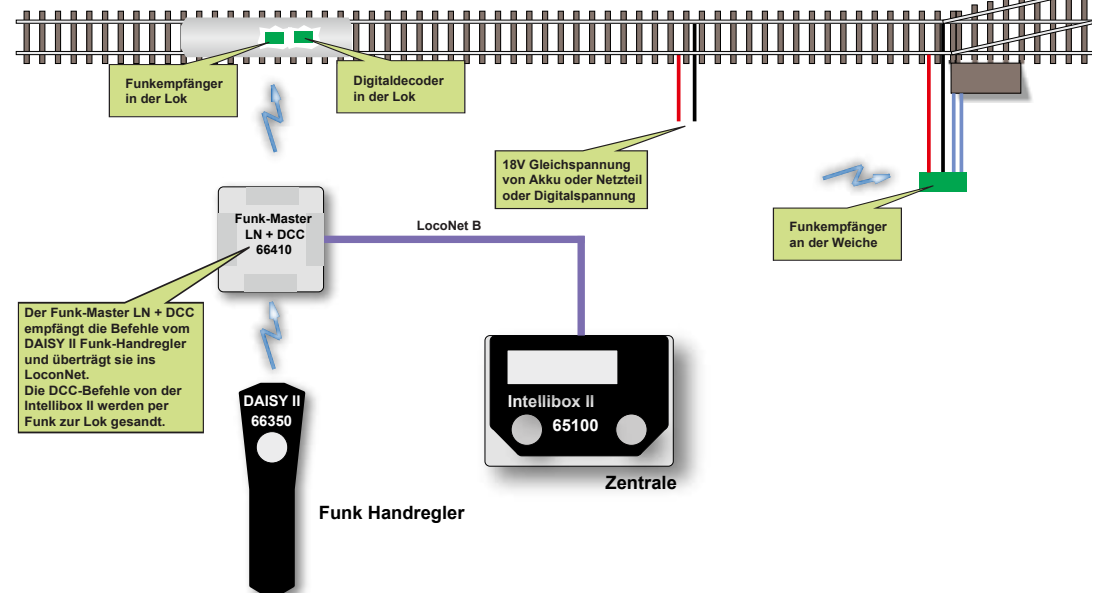 Funkempfänger
in der Lok
Digitaldecoder
in der Lok
18V Gleichspannung
von Akku oder Netzteil
oder Digitalspannung
Funkempfänger
an der Weiche
Funk-Master
LN + DCC
66410
LocoNet B
Der Funk-Master LN + DCC
empfängt die Befehle vom
DAISY II Funk-Handregler
und überträgt sie ins
LoconNet.
Die DCC-Befehle von der
Intellibox II werden per
Funk zur Lok gesandt.
DAISY II
66350
Intellibox II
65100
Zentrale
Funk Handregler